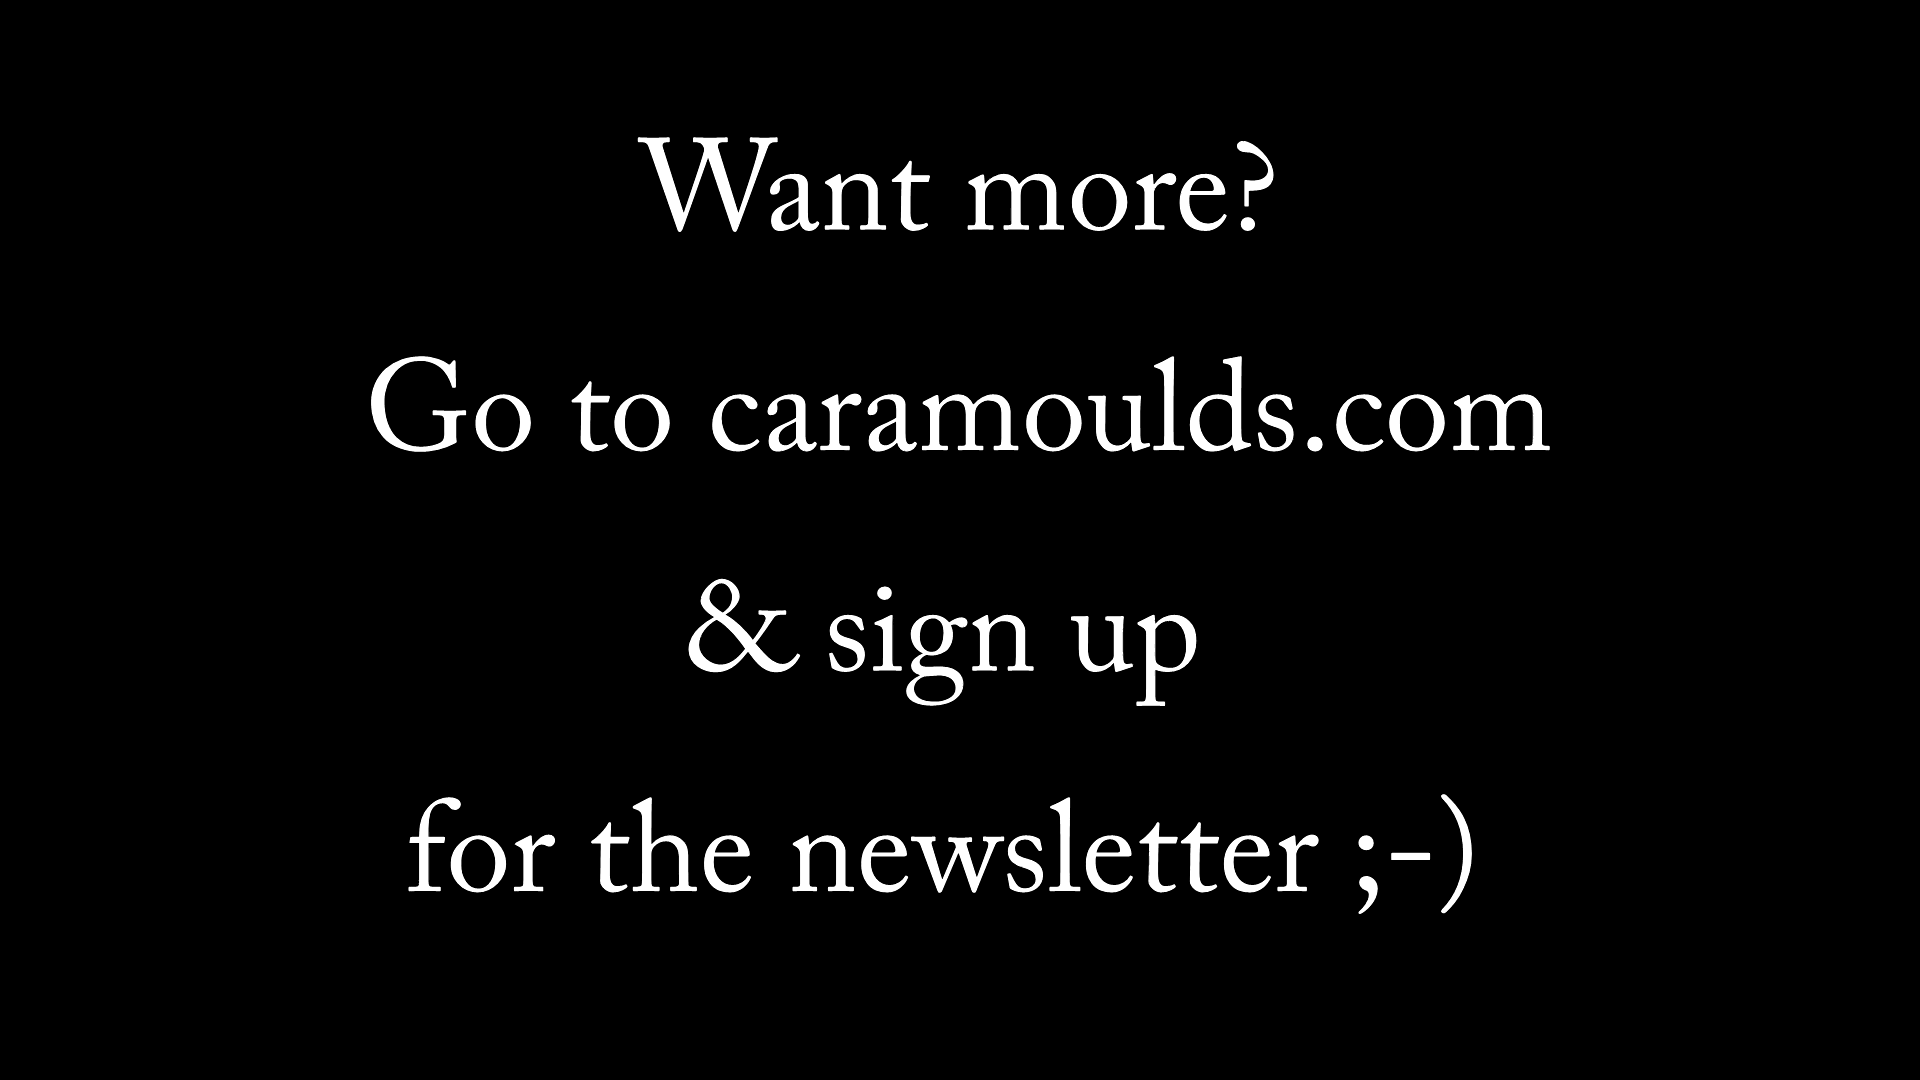 Want more?
Go to caramoulds.com
& sign up
for the newsletter ;-)